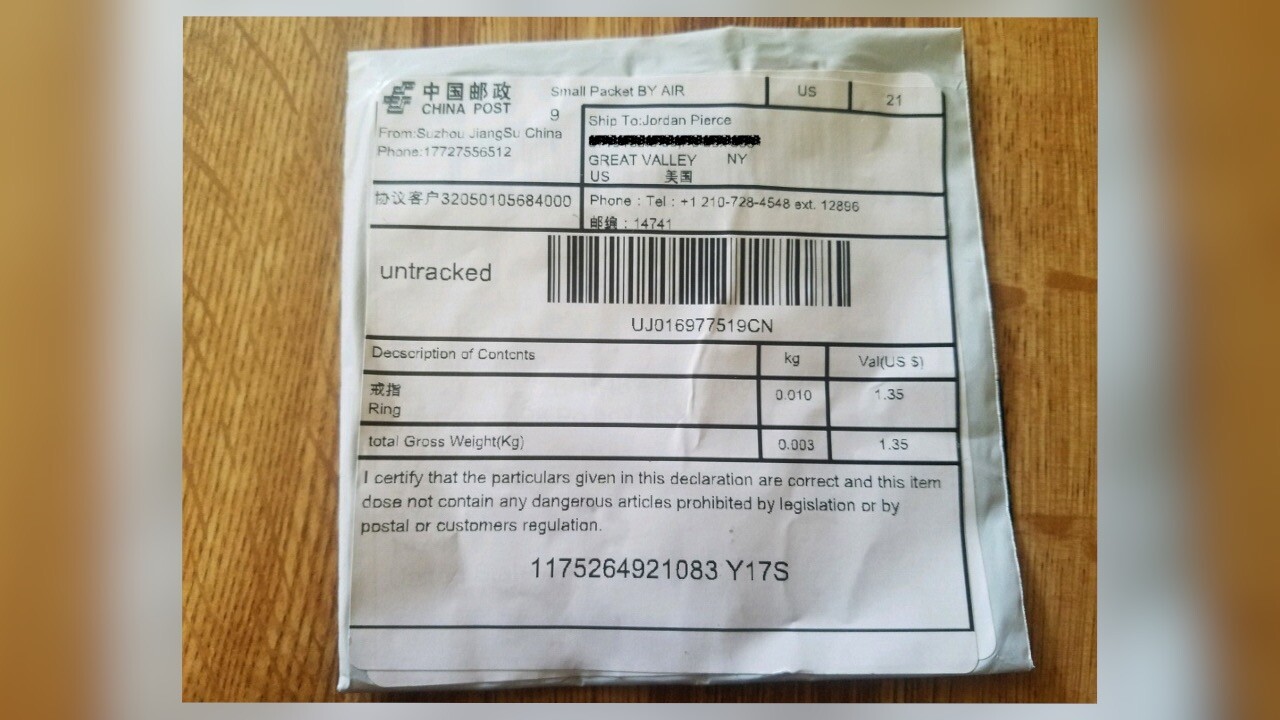 中国邮政
CHINA POST
Small Packet BY AIR
US
21
9
From:Suzhou JiangSu China
Phone:17727556512
Ship To:Jordan Pierce
GREAT VALLEY NY
US 美国
协议客户32050105684000
Phone : Tel : +1 210-728-4548 ext. 12896
邮编 : 14741
untracked
UJ016977519CN
Decscription of Contcnts
kg
Val(US $)
戒指
Ring
0.010
1.35
total Gross Weight(Kg)
0.003
1.35
I certify that the particulars given in this declaration are correct and this item
dose not contain any dangerous articles prohibited by legislation or by
postal or customers regulation.
1175264921083 Y17S